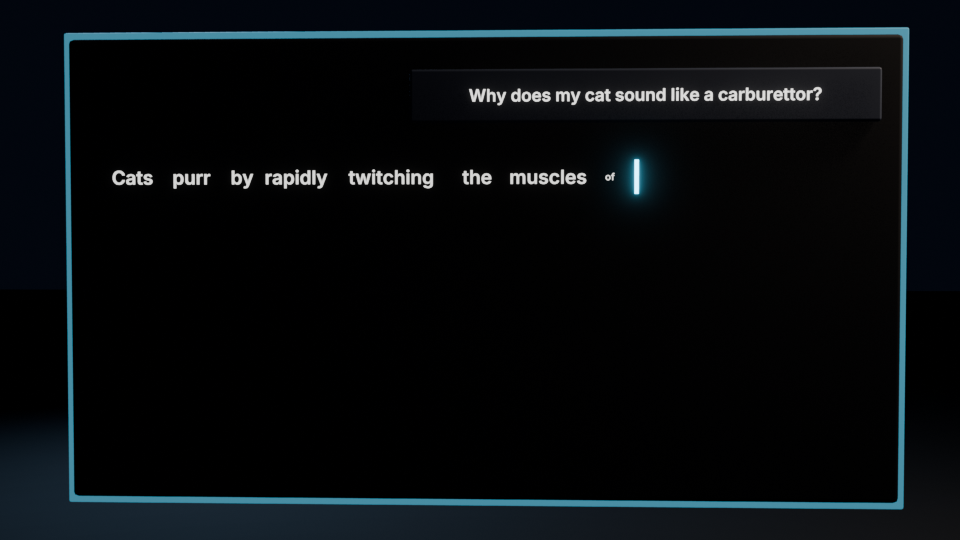 Why does my cat sound like a carburettor?
Cats purr by rapidly twitching the muscles of